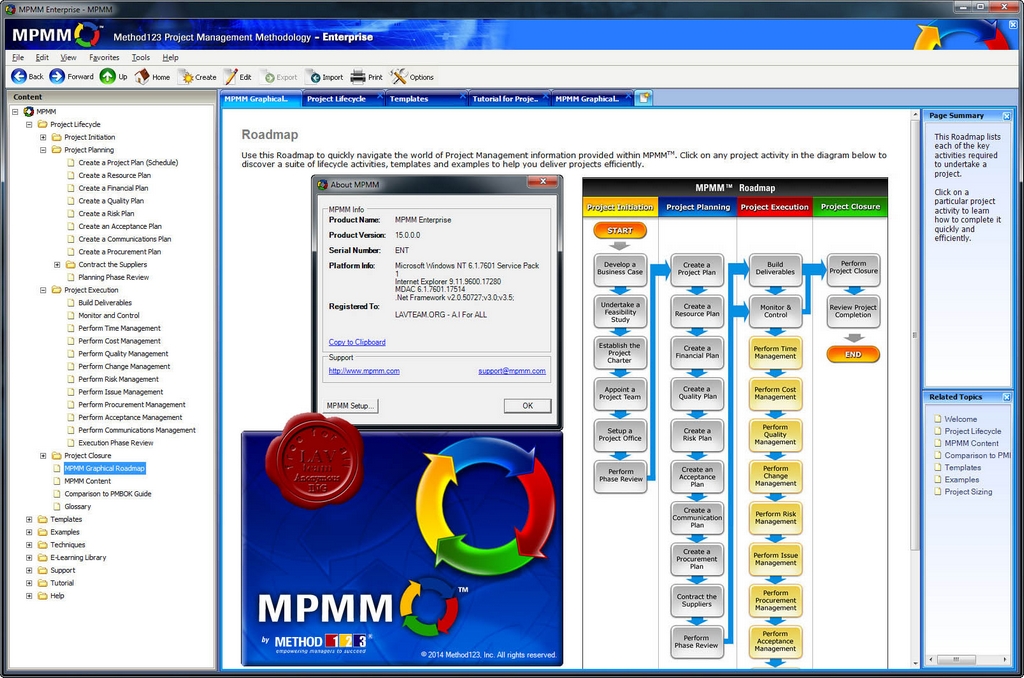 MPMM Enterprise - MPMM
MPMM™ Method123 Project Management Methodology - Enterprise
File Edit View Favorites Tools Help
Back Forward Up Home Create Edit Export Import Print Options
Content
MPMM
Project Lifecycle
Project Initiation
Project Planning
Create a Project Plan (Schedule)
Create a Resource Plan
Create a Financial Plan
Create a Quality Plan
Create a Risk Plan
Create an Acceptance Plan
Create a Communications Plan
Create a Procurement Plan
Contract the Suppliers
Planning Phase Review
Project Execution
Build Deliverables
Monitor and Control
Perform Time Management
Perform Cost Management
Perform Quality Management
Perform Change Management
Perform Risk Management
Perform Issue Management
Perform Procurement Management
Perform Acceptance Management
Perform Communications Management
Execution Phase Review
Project Closure
MPMM Graphical Roadmap
MPMM Content
Comparison to PMBOK Guide
Glossary
Templates
Examples
Techniques
E-Learning Library
Support
Tutorial
Help
MPMM Graphical.. Project Lifecycle Templates Tutorial for Proje.. MPMM Graphical..
Roadmap
Use this Roadmap to quickly navigate the world of Project Management information provided within MPMM™. Click on any project activity in the diagram below to
discover a suite of lifecycle activities, templates and examples to help you deliver projects efficiently.
About MPMM
MPMM Info
Product Name: MPMM Enterprise
Product Version: 15.0.0.0
Serial Number: ENT
Platform Info: Microsoft Windows NT 6.1.7601 Service Pack
1
Internet Explorer 9.11.9600.17280
MDAC 6.1.7601.17514
.Net Framework v2.0.50727;v3.0;v3.5;
Registered To:
LAVTEAM.ORG - A.I For ALL
Copy to Clipboard
Support
http://www.mpmm.com support@mpmm.com
MPMM Setup... OK
LAV
MPMM™
by METHOD123®
empowering managers to succeed
© 2014 Method123, Inc. All rights reserved.
MPMM™ Roadmap
Project Initiation Project Planning Project Execution Project Closure
START
Develop a
Business Case
Undertake a
Feasibility
Study
Establish the
Project
Charter
Appoint a
Project Team
Setup a
Project Office
Perform
Phase Review
Create a
Project Plan
Create a
Resource Plan
Create a
Financial Plan
Create a
Quality Plan
Create a
Risk Plan
Create an
Acceptance
Plan
Create a
Communication
Plan
Create a
Procurement
Plan
Contract the
Suppliers
Perform
Phase Review
Build
Deliverables
Monitor &
Control
Perform Time
Management
Perform Cost
Management
Perform
Quality
Management
Perform
Change
Management
Perform Risk
Management
Perform Issue
Management
Perform
Procurement
Management
Perform
Acceptance
Management
Perform
Project Closure
Review Project
Completion
END
Page Summary
This Roadmap lists
each of the key
activities required
to undertake a
project.
Click on a
particular project
activity to learn
how to complete it
quickly and
efficiently.
Related Topics
Welcome
Project Lifecycle
MPMM Content
Comparison to PM
Templates
Examples
Project Sizing